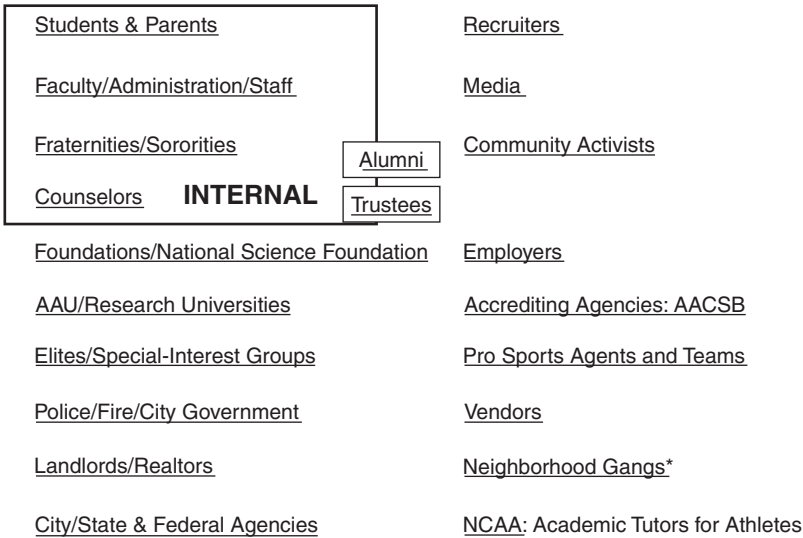 Students & Parents
Recruiters
Faculty/Administration/Staff
Media
Fraternities/Sororities
Community Activists
Alumni
Counselors
INTERNAL
Trustees
Foundations/National Science Foundation
Employers
AAU/Research Universities
Accrediting Agencies: AACSB
Elites/Special-Interest Groups
Pro Sports Agents and Teams
Police/Fire/City Government
Vendors
Landlords/Realtors
Neighborhood Gangs*
City/State & Federal Agencies
NCAA: Academic Tutors for Athletes